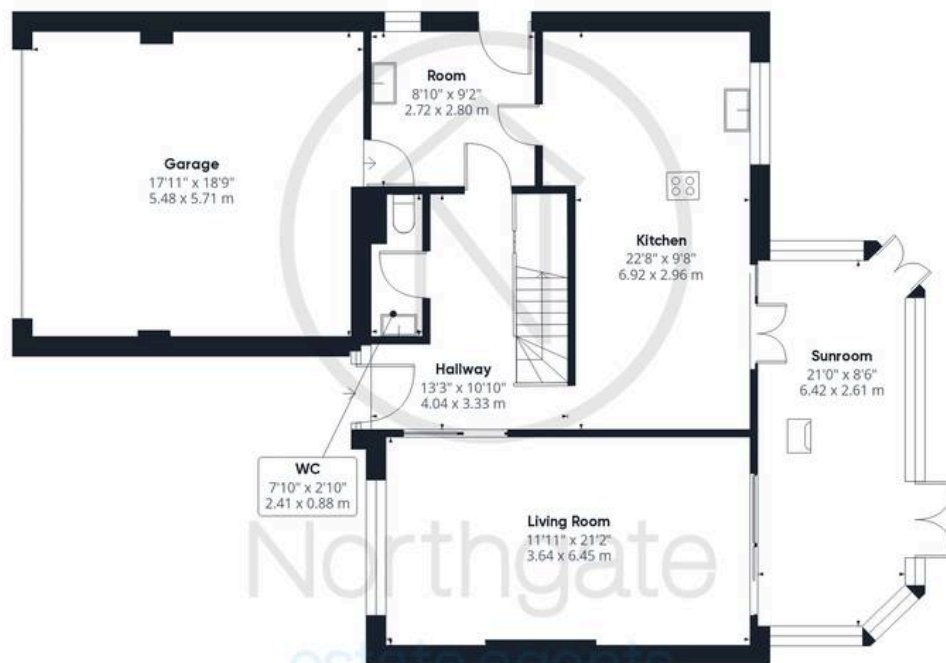 Room
8'10" x 9'2"
2.72 x 2.80 m
Garage
17'11" x 18'9"
5.48 x 5.71 m
Kitchen
22'8" x 9'8"
6.92 x 2.96 m
Sunroom
21'0" x 8'6"
6.42 x 2.61 m
Hallway
13'3" x 10'10"
4.04 x 3.33 m
WC
7'10" x 2'10"
2.41 x 0.88 m
Living Room
11'11" x 21'2"
3.64 x 6.45 m
Northgate
estate agents